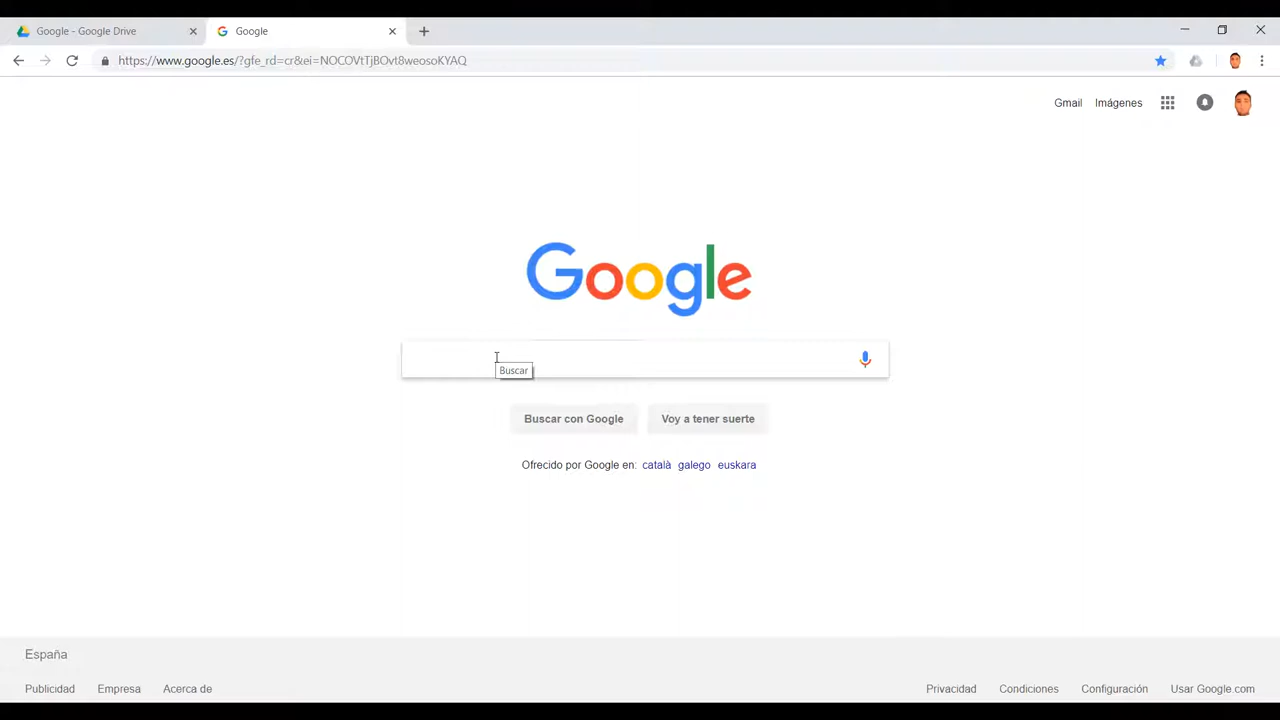 Google - Google Drive
Google
https://www.google.es/?gfe_rd=cr&ei=NOCOVtTjBOvt8weosoKYAQ
Gmail Imágenes
Google
Buscar
Buscar con Google Voy a tener suerte
Ofrecido por Google en: català galego euskara
España
Publicidad Empresa Acerca de Privacidad Condiciones Configuración Usar Google.com